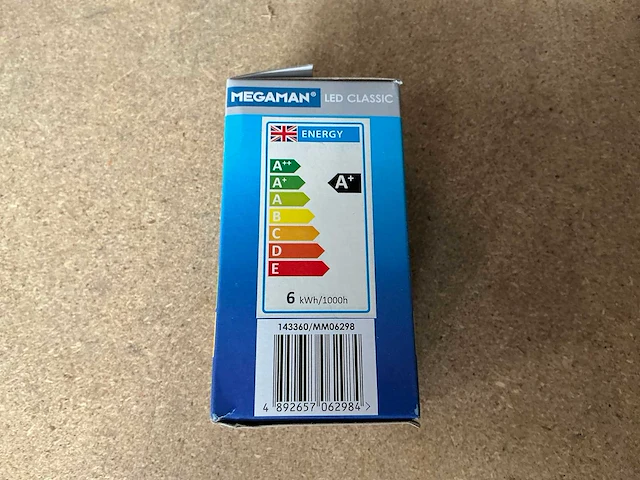 MEGAMAN® LED CLASSIC
ENERGY
A++
A+ A+
A
B
C
D
E
6 kWh/1000h
143360/MM06298
4 892657 062984 >